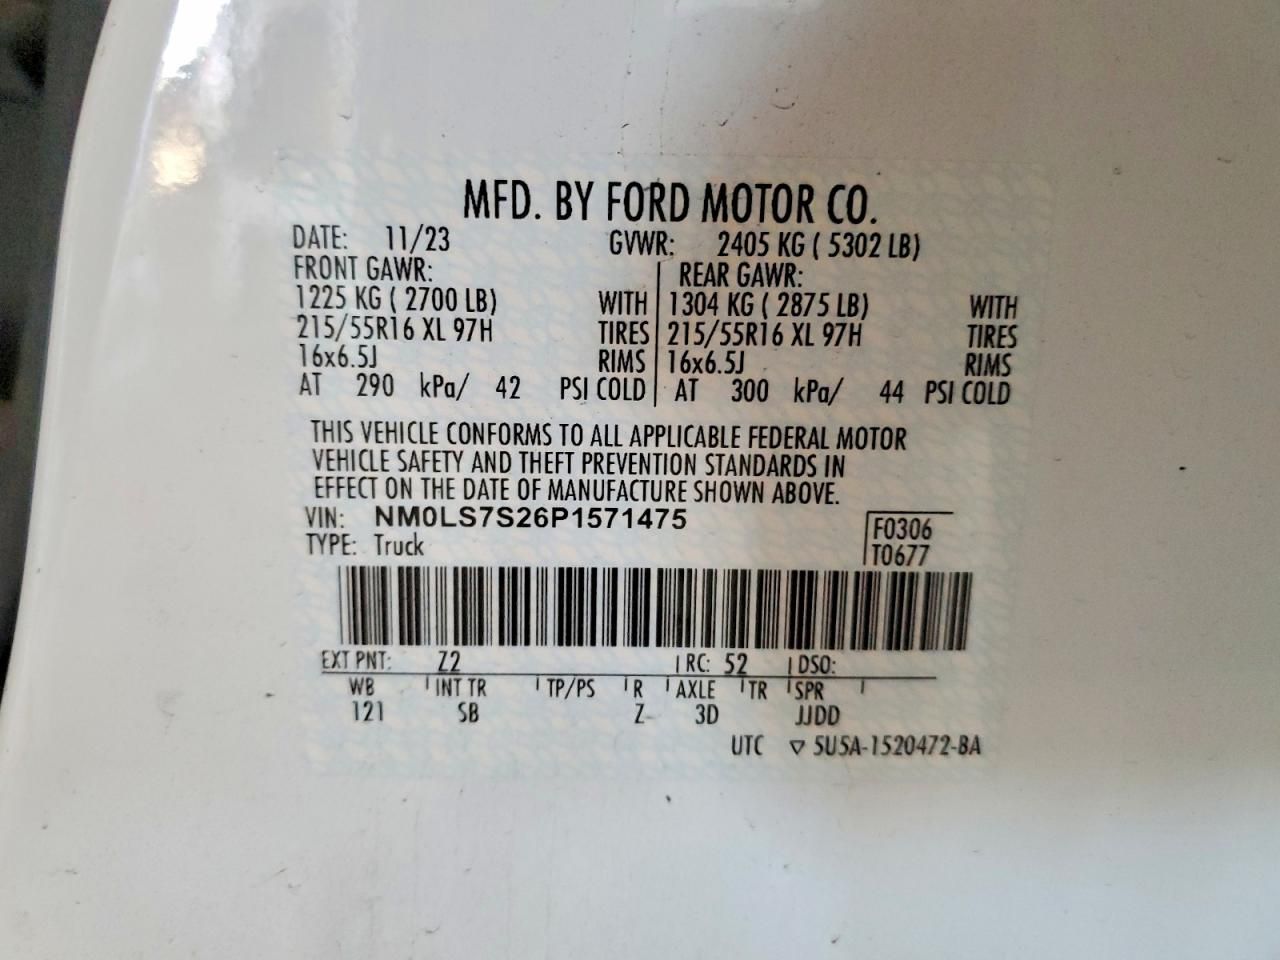 MFD. BY FORD MOTOR CO.
DATE: 11/23 GVWR: 2405 KG ( 5302 LB)
FRONT GAWR: REAR GAWR:
1225 KG ( 2700 LB) WITH 1304 KG ( 2875 LB) WITH
215/55R16 XL 97H TIRES 215/55R16 XL 97H TIRES
16x6.5J RIMS 16x6.5J RIMS
AT 290 kPa/ 42 PSI COLD AT 300 kPa/ 44 PSI COLD
THIS VEHICLE CONFORMS TO ALL APPLICABLE FEDERAL MOTOR
VEHICLE SAFETY AND THEFT PREVENTION STANDARDS IN
EFFECT ON THE DATE OF MANUFACTURE SHOWN ABOVE.
VIN: NM0LS7S26P1571475
F0306
TYPE: Truck
T0677
EXT PNT: Z2 RC: 52 DSO:
WB INT TR TP/PS R AXLE TR SPR
121 SB Z 3D JJDD
UTC ▽ 5U5A-1520472-BA